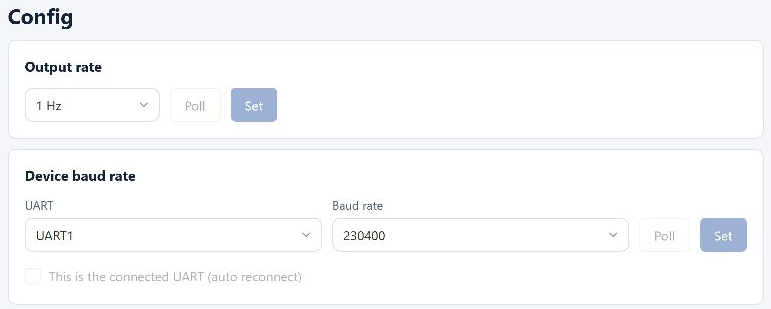 Config
Output rate
1 Hz Poll Set
Device baud rate
UART Baud rate
UART1 230400 Poll Set
This is the connected UART (auto reconnect)